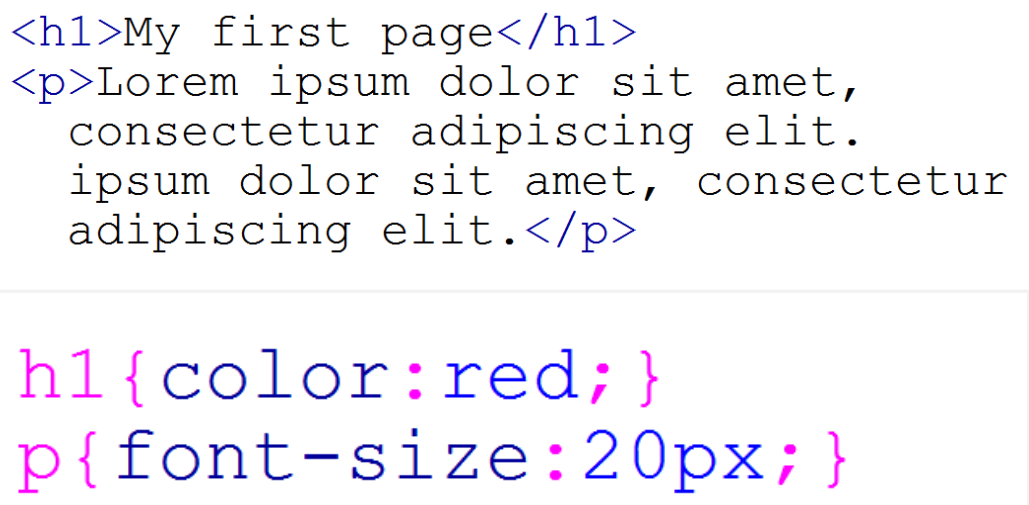 <h1>My first page</h1>
<p>Lorem ipsum dolor sit amet,
consectetur adipiscing elit.
ipsum dolor sit amet, consectetur
adipiscing elit.</p>
h1{color:red;}
p{font-size:20px;}